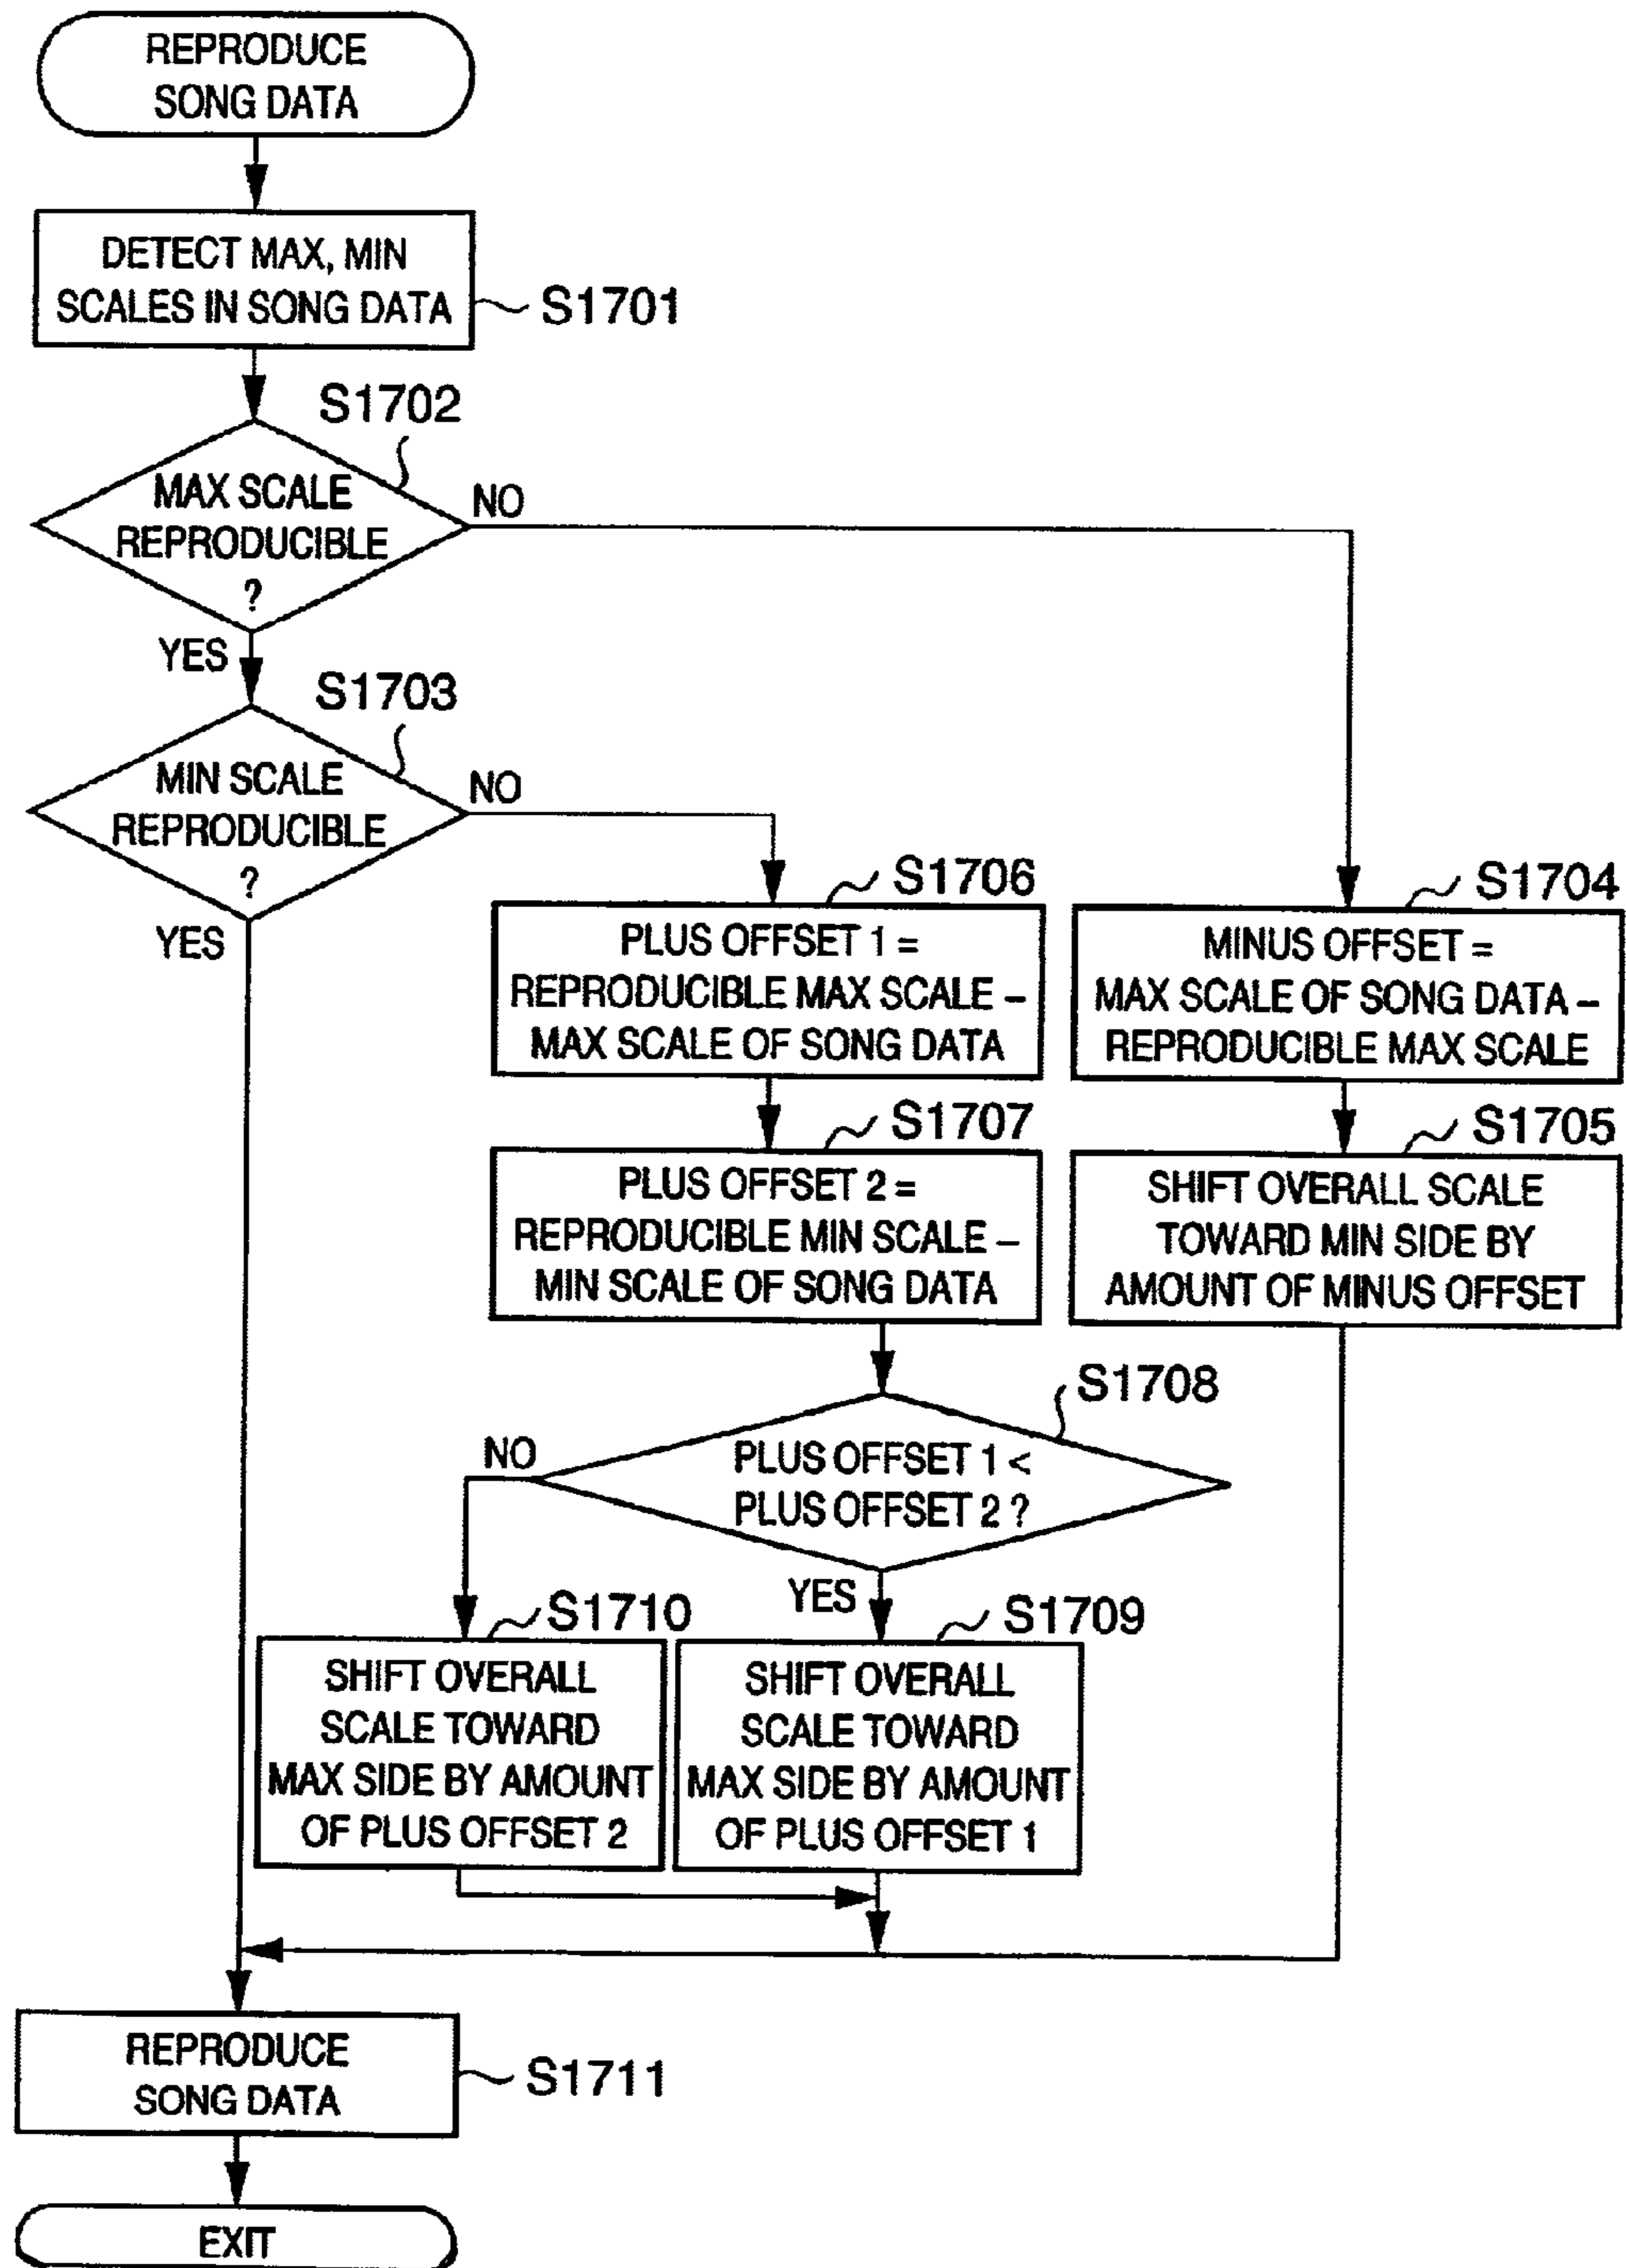 REPRODUCE
SONG DATA
DETECT MAX, MIN
SCALES IN SONG DATA
S1701
S1702
MAX SCALE
REPRODUCIBLE
?
NO
YES
S1703
MIN SCALE
REPRODUCIBLE
?
NO
YES
S1706
PLUS OFFSET 1 =
REPRODUCIBLE MAX SCALE –
MAX SCALE OF SONG DATA
S1704
MINUS OFFSET =
MAX SCALE OF SONG DATA –
REPRODUCIBLE MAX SCALE
S1707
PLUS OFFSET 2 =
REPRODUCIBLE MIN SCALE –
MIN SCALE OF SONG DATA
S1705
SHIFT OVERALL SCALE
TOWARD MIN SIDE BY
AMOUNT OF MINUS OFFSET
S1708
PLUS OFFSET 1 <
PLUS OFFSET 2 ?
NO
YES
S1710
SHIFT OVERALL
SCALE TOWARD
MAX SIDE BY AMOUNT
OF PLUS OFFSET 2
S1709
SHIFT OVERALL
SCALE TOWARD
MAX SIDE BY AMOUNT
OF PLUS OFFSET 1
REPRODUCE
SONG DATA
S1711
EXIT